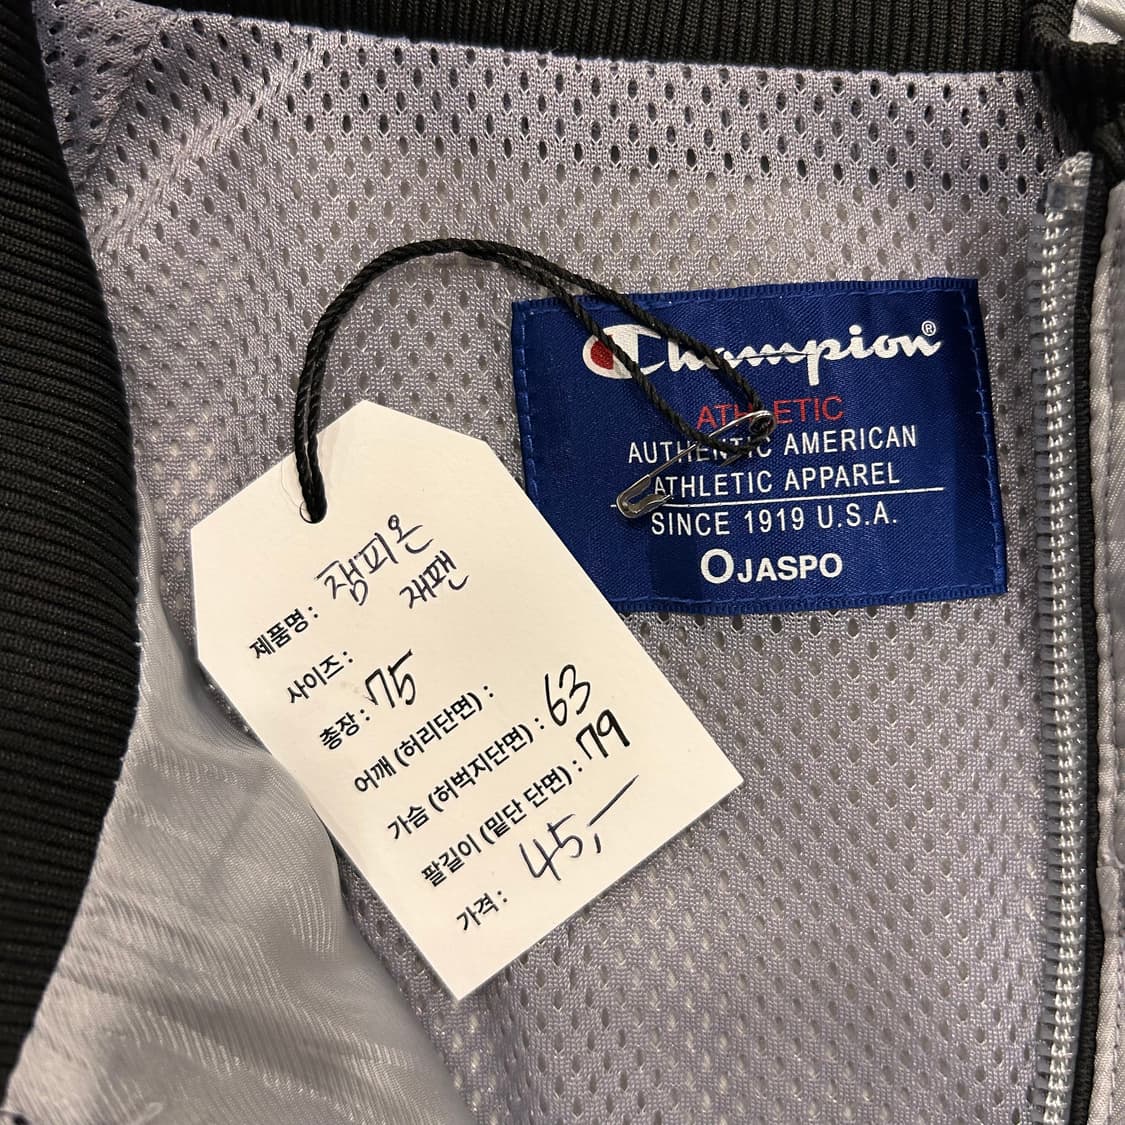 Champion®
ATHLETIC
AUTHENTIC AMERICAN
ATHLETIC APPAREL
SINCE 1919 U.S.A.
OJASPO
제품명 : 챔피온
재팬
사이즈 :
총장 : 75
어깨 (허리단면) :
가슴 (허벅지단면) : 63
팔길이 (밑단 단면) : 79
가격 : 45,-